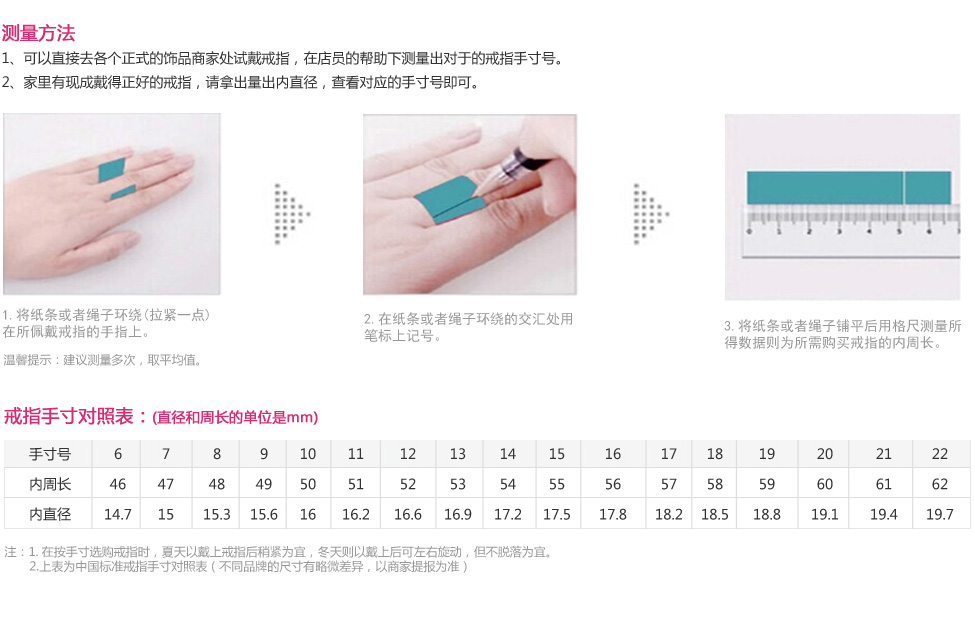 测量方法
1、可以直接去各个正式的饰品商家处试戴戒指，在店员的帮助下测量出对于的戒指手寸号。
2、家里有现成戴得正好的戒指，请拿出量出内直径，查看对应的手寸号即可。
1. 将纸条或者绳子环绕(拉紧一点)
在所佩戴戒指的手指上。
温馨提示：建议测量多次，取平均值。
2. 在纸条或者绳子环绕的交汇处用
笔标上记号。
0 1 2 3 4 5 6 7
3. 将纸条或者绳子铺平后用格尺测量所
得数据则为所需购买戒指的内周长。
戒指手寸对照表：(直径和周长的单位是mm)
手寸号 6 7 8 9 10 11 12 13 14 15 16 17 18 19 20 21 22
内周长 46 47 48 49 50 51 52 53 54 55 56 57 58 59 60 61 62
内直径 14.7 15 15.3 15.6 16 16.2 16.6 16.9 17.2 17.5 17.8 18.2 18.5 18.8 19.1 19.4 19.7
注：1. 在按手寸选购戒指时，夏天以戴上戒指后稍紧为宜，冬天则以戴上后可左右旋动，但不脱落为宜。
2.上表为中国标准戒指手寸对照表（不同品牌的尺寸有略微差异，以商家提报为准）